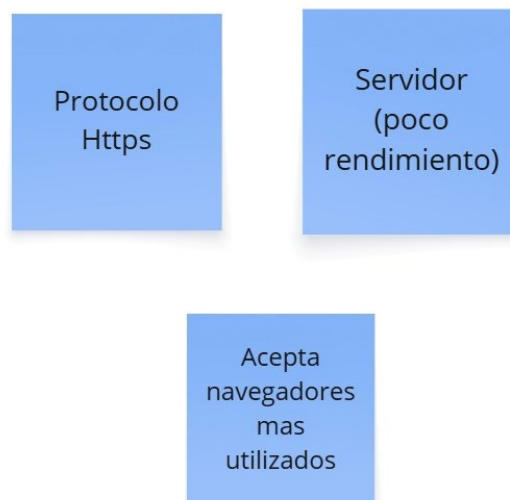 Protocolo
Https
Servidor
(poco
rendimiento)
Acepta
navegadores
mas
utilizados